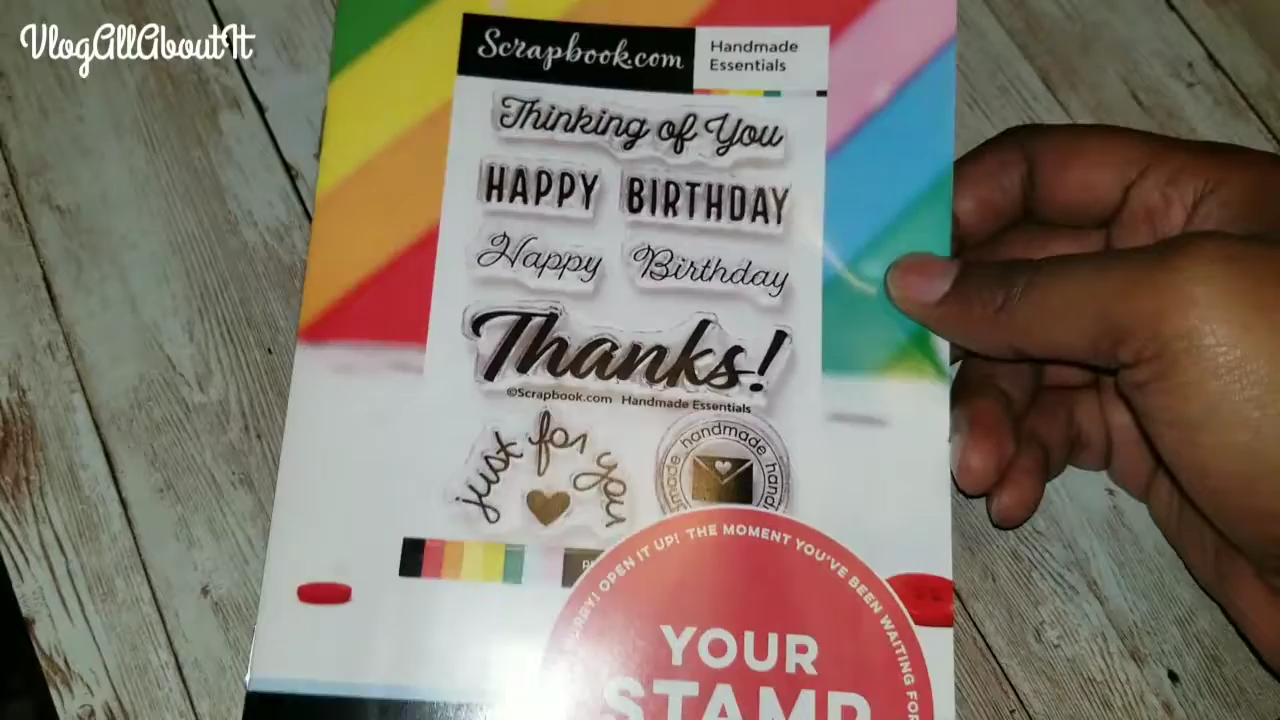 VlogAllAboutIt
Scrapbook.com
Handmade
Essentials
Thinking of You
HAPPY BIRTHDAY
Happy Birthday
Thanks!
©Scrapbook.com Handmade Essentials
just for you
handmade
OPEN IT UP! THE MOMENT YOU'VE BEEN WAITING FOR
YOUR
STAMP